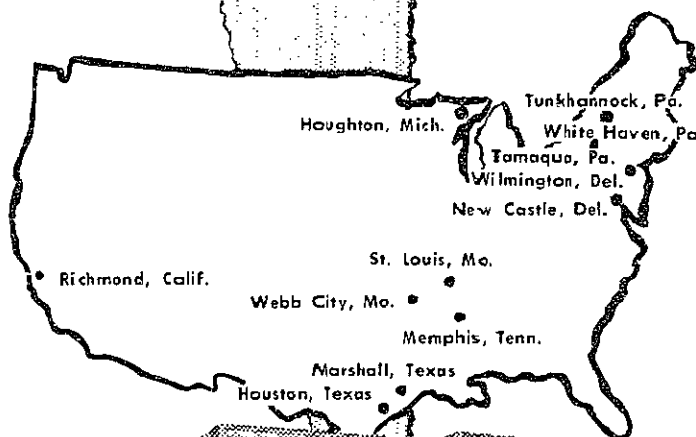 Tunkhannock, Pa.
Houghton, Mich.
White Haven, Pa
Tamaqua, Pa.
Wilmington, Del.
New Castle, Del.
St. Louis, Mo.
Richmond, Calif.
Webb City, Mo.
Memphis, Tenn.
Marshall, Texas
Houston, Texas